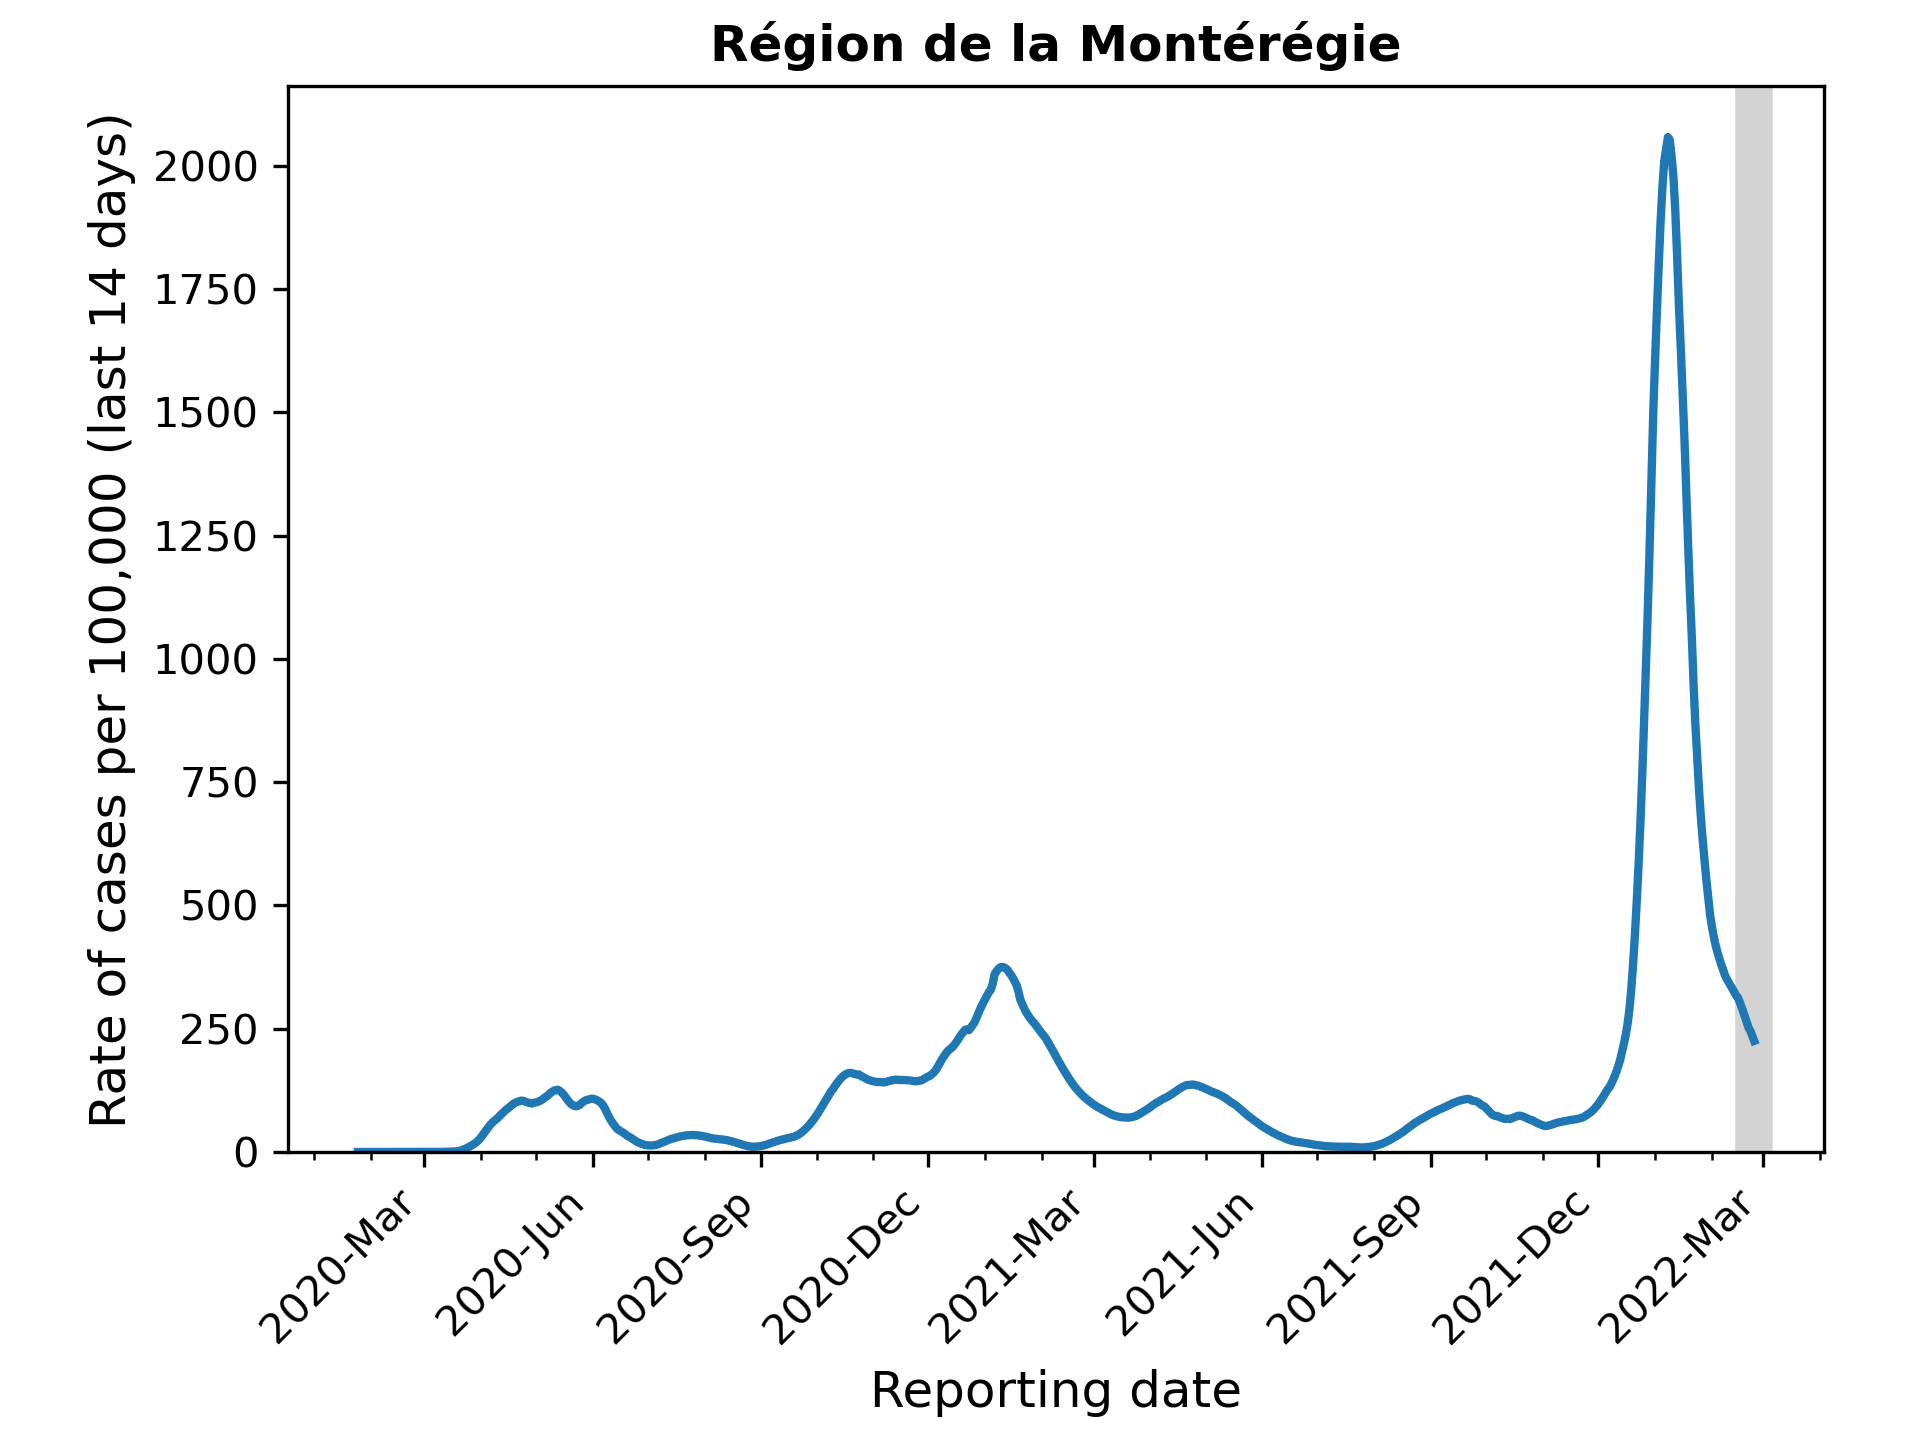 Région de la Montérégie
Rate of cases per 100,000 (last 14 days)
2000
1750
1500
1250
1000
750
500
250
0
2020-Mar
2020-Jun
2020-Sep
2020-Dec
2021-Mar
2021-Jun
2021-Sep
2021-Dec
2022-Mar
Reporting date